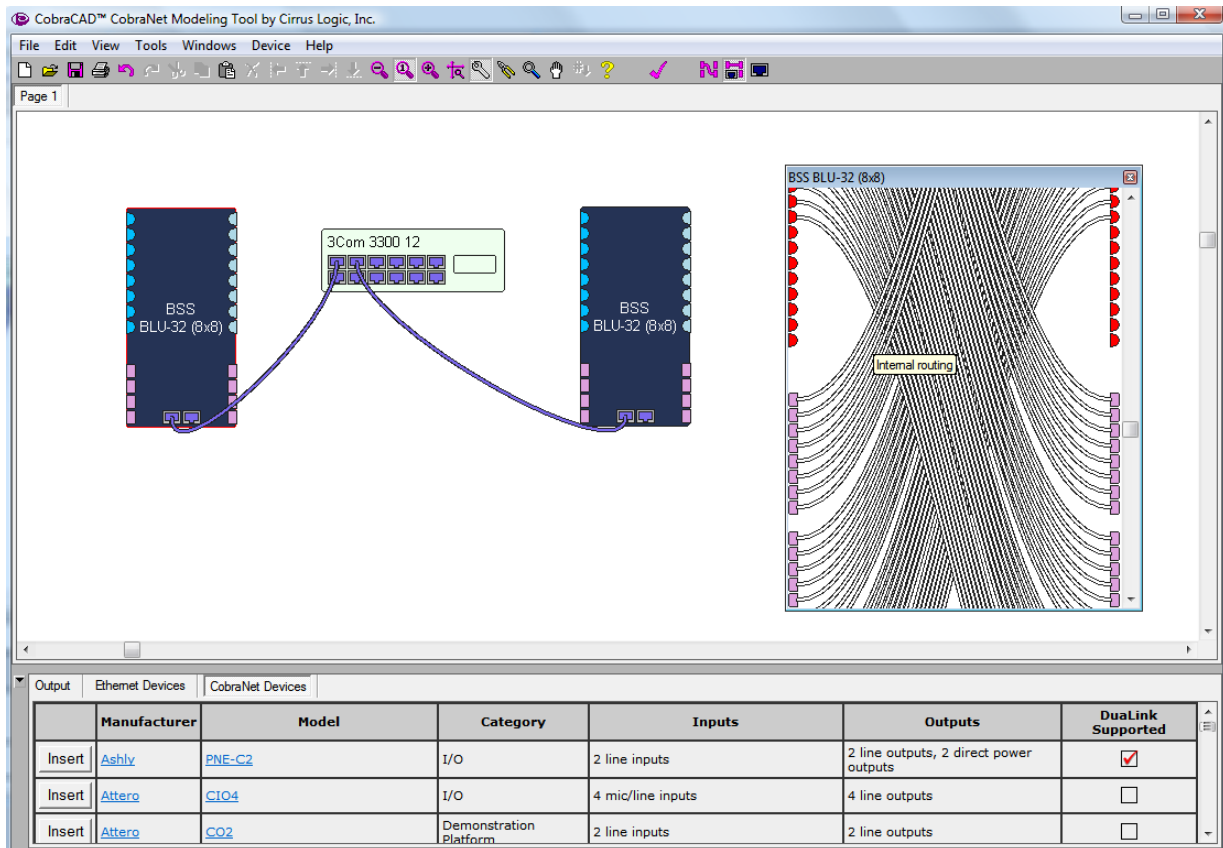 CobraCAD™ CobraNet Modeling Tool by Cirrus Logic, Inc.
File Edit View Tools Windows Device Help
Page 1
BSS
BLU-32 (8x8)
3Com 3300 12
BSS
BLU-32 (8x8)
BSS BLU-32 (8x8)
Internal routing
Output Ethernet Devices CobraNet Devices
Manufacturer Model Category Inputs Outputs DuaLink Supported
Insert Ashly PNE-C2 I/O 2 line inputs 2 line outputs, 2 direct power outputs
Insert Attero CIO4 I/O 4 mic/line inputs 4 line outputs
Insert Attero CO2 Demonstration Platform 2 line inputs 2 line outputs